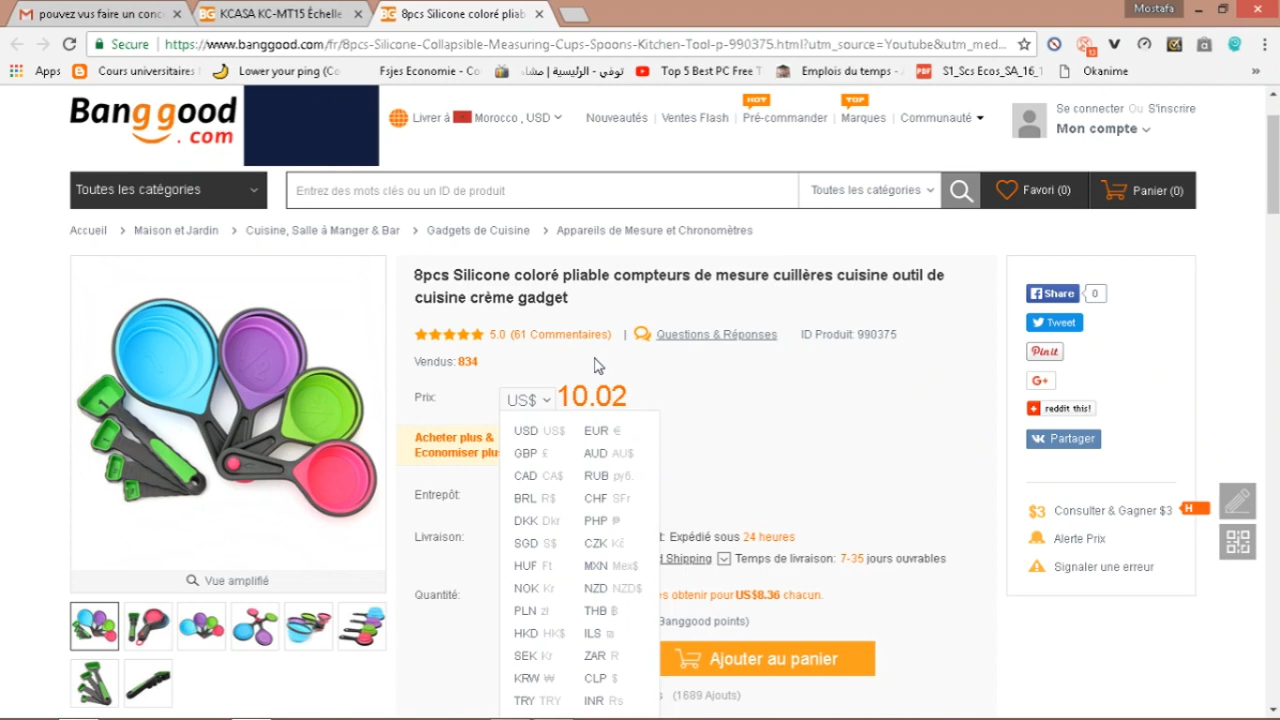 pouvez vus faire un conc
KCASA KC-MT15 Échelle
8pcs Silicone coloré pliab
Mostafa
Secure
https://www.banggood.com/fr/8pcs-Silicone-Collapsible-Measuring-Cups-Spoons-Kitchen-Tool-p-990375.html?utm_source=Youtube&utm_med...
Apps
Cours universitaires
Lower your ping (Co
Fsjes Economie - Co
توفي - الرئيسية | مشاه
Top 5 Best PC Free T
Emplois du temps -
S1_Scs Ecos_SA_16_1
Okanime
Banggood.com
Livrer à Morocco , USD
Nouveautés
Ventes Flash
HOT
Pré-commander
TOP
Marques
Communauté
Se connecter Ou S'inscrire
Mon compte
Toutes les catégories
Entrez des mots clés ou un ID de produit
Toutes les catégories
Favori (0)
Panier (0)
Accueil > Maison et Jardin > Cuisine, Salle à Manger & Bar > Gadgets de Cuisine > Appareils de Mesure et Chronomètres
8pcs Silicone coloré pliable compteurs de mesure cuillères cuisine outil de
cuisine crème gadget
5.0 (61 Commentaires) | Questions & Réponses ID Produit: 990375
Vendus: 834
Prix: US$ 10.02
USD US$ EUR €
GBP £ AUD AU$
CAD CA$ RUB руб.
BRL R$ CHF SFr
DKK Dkr PHP ₱
SGD S$ CZK Kč
HUF Ft MXN Mex$
NOK Kr NZD NZD$
PLN zł THB ฿
HKD HK$ ILS ₪
SEK Kr ZAR R
KRW ₩ CLP $
TRY TRY INR Rs
Acheter plus &
Economiser plus
Entrepôt:
Livraison:
t: Expédié sous 24 heures
d Shipping Temps de livraison: 7-35 jours ouvrables
Quantité:
s obtenir pour US$8.36 chacun.
Banggood points)
Ajouter au panier
(1689 Ajouts)
Vue amplifié
Share 0
Tweet
Pin it
G+
reddit this!
Partager
$3 Consulter & Gagner $3
H
Alerte Prix
Signaler une erreur